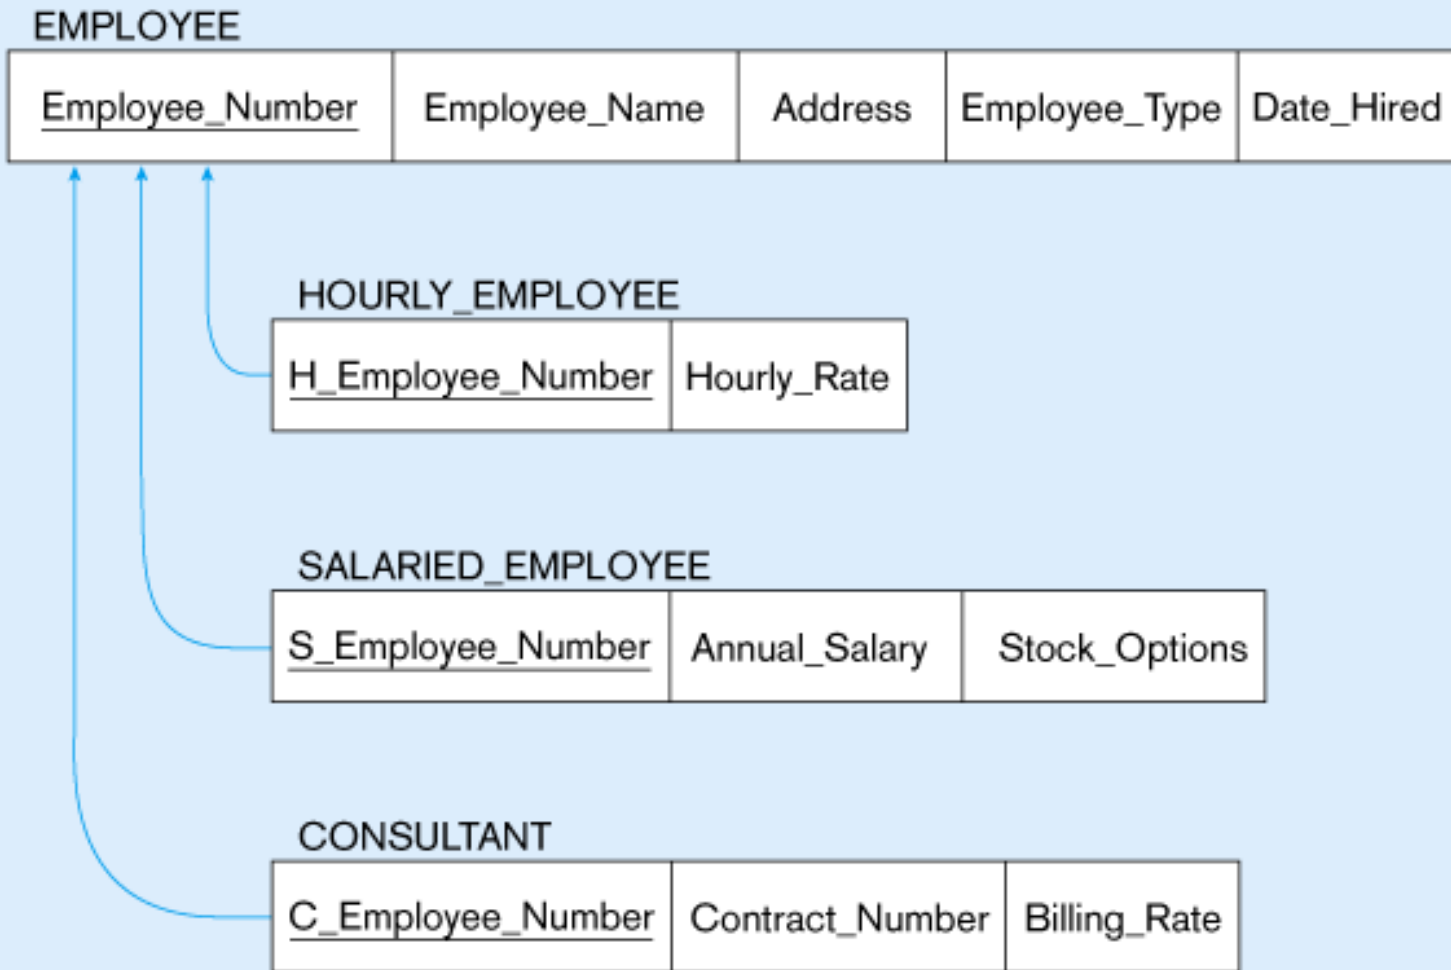 EMPLOYEE
Employee_Number Employee_Name Address Employee_Type Date_Hired
HOURLY_EMPLOYEE
H_Employee_Number Hourly_Rate
SALARIED_EMPLOYEE
S_Employee_Number Annual_Salary Stock_Options
CONSULTANT
C_Employee_Number Contract_Number Billing_Rate